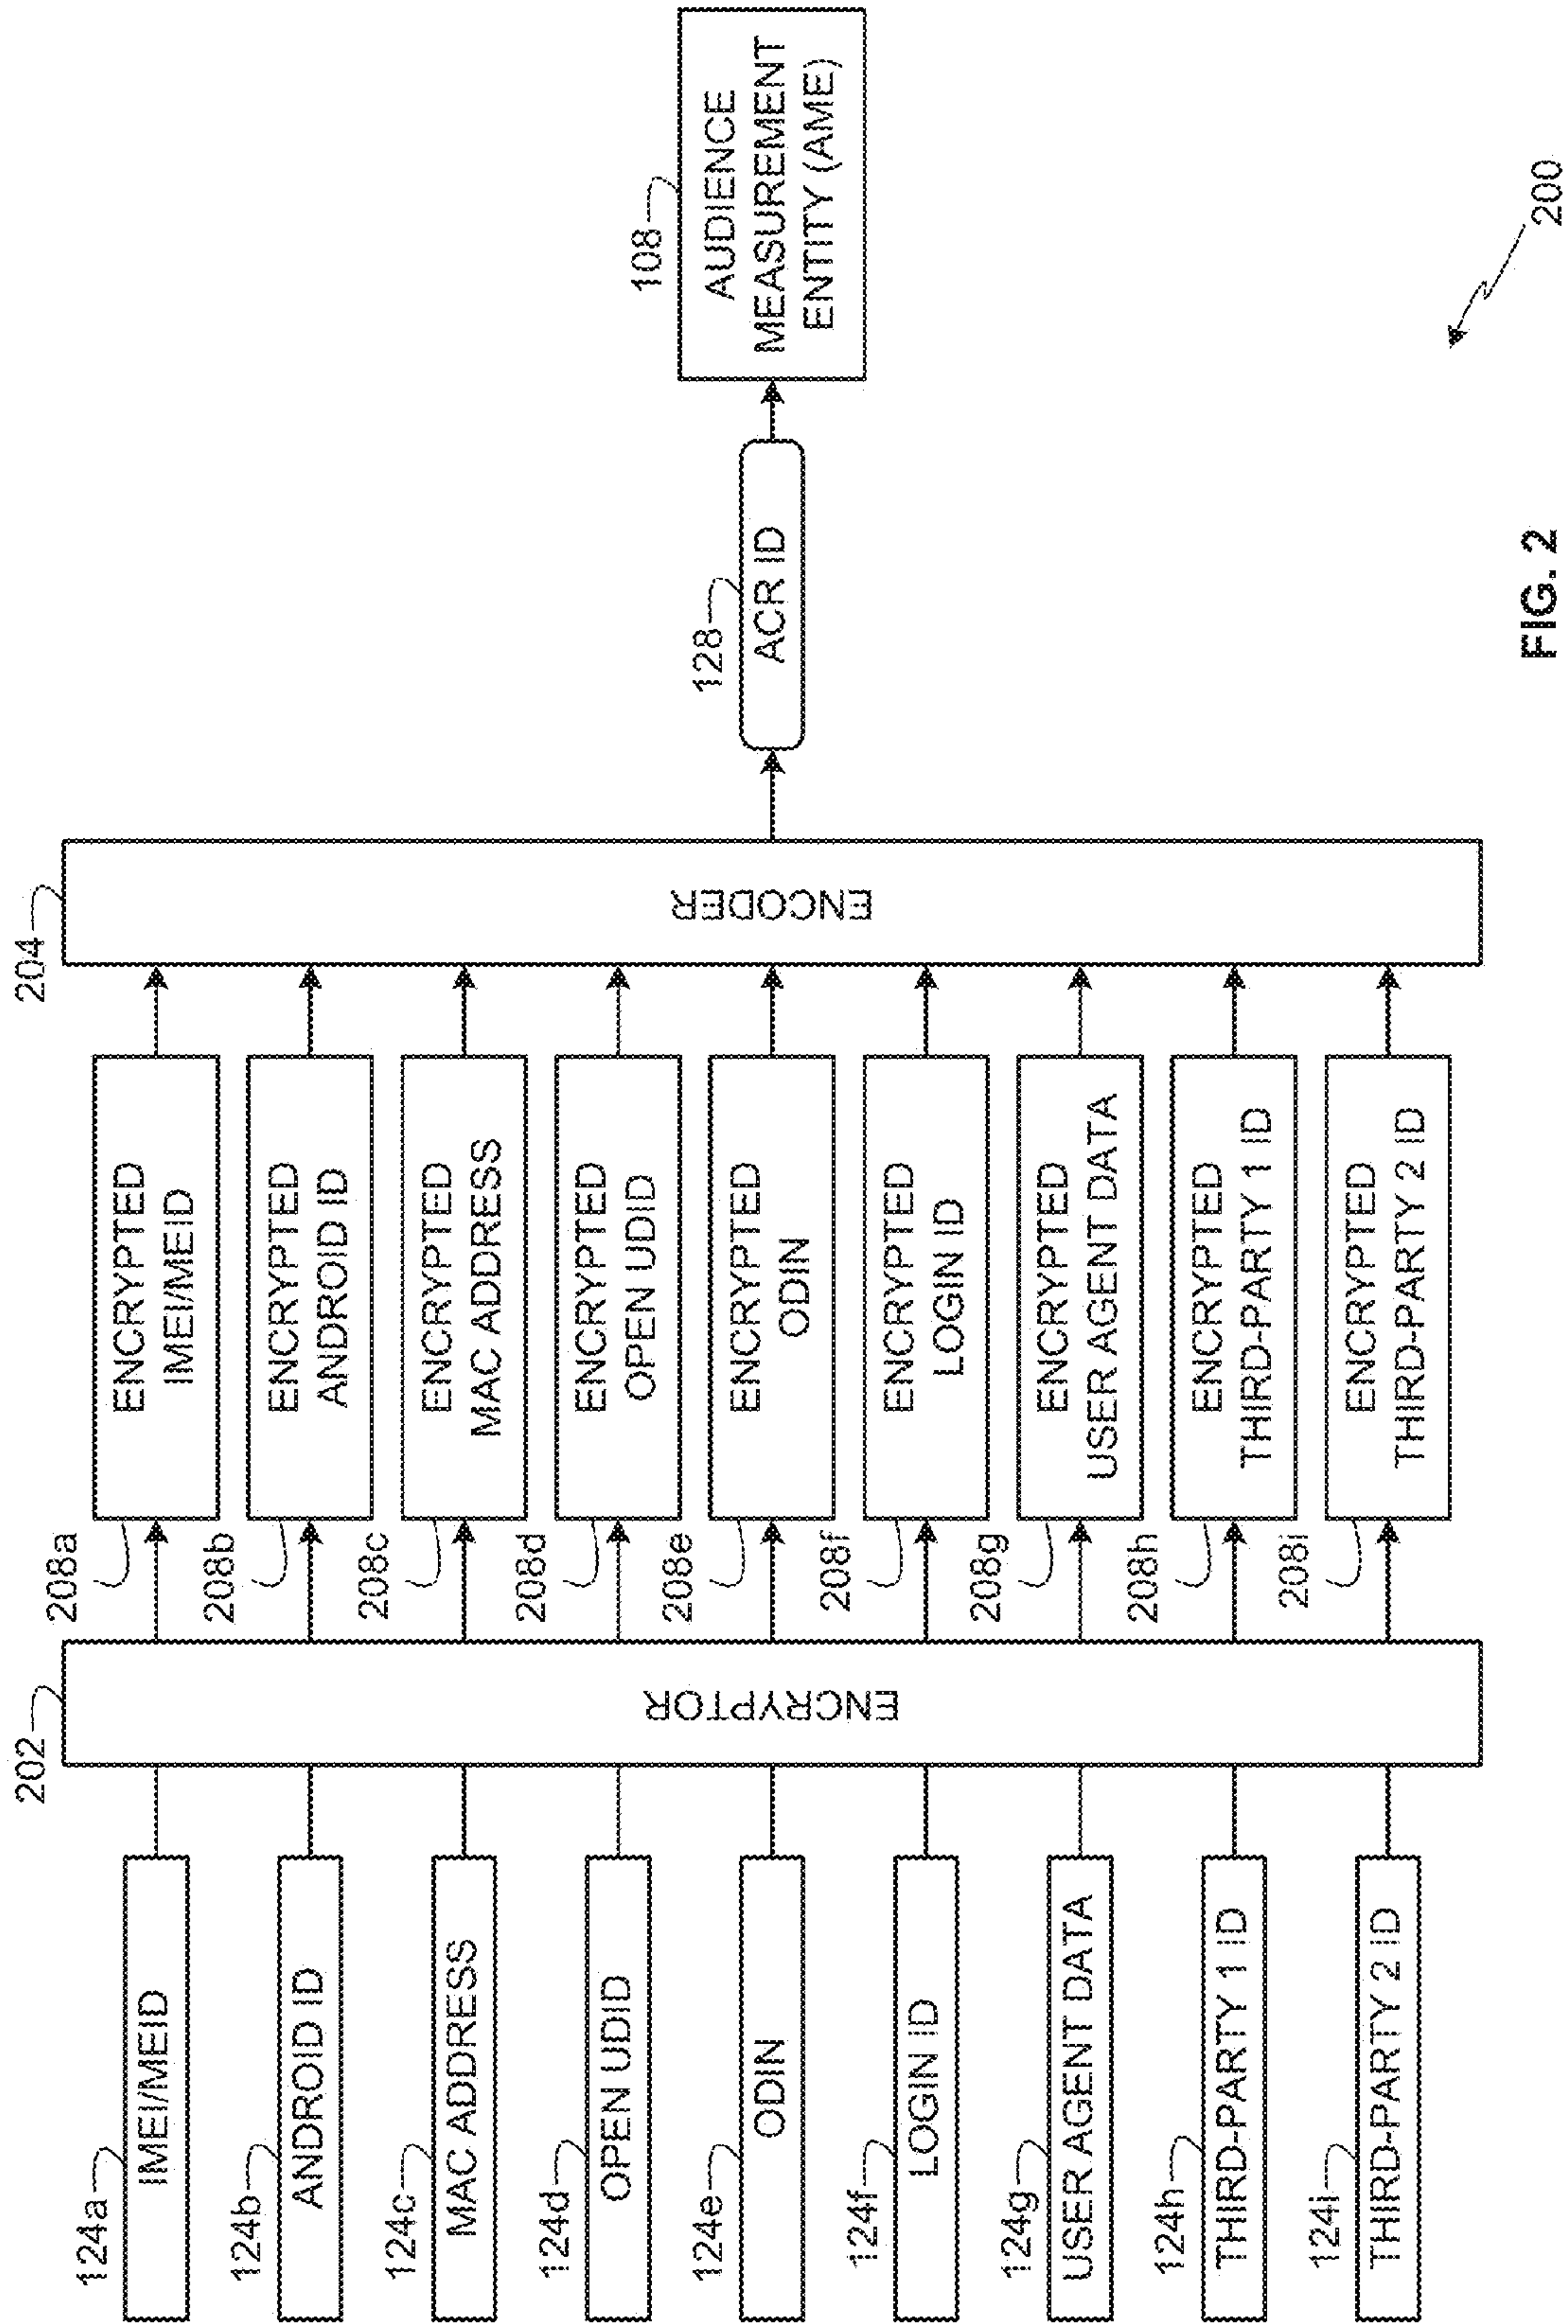 202
204
124a
IMEI/MEID
208a
ENCRYPTED
IMEI/MEID
124b
ANDROID ID
208b
ENCRYPTED
ANDROID ID
124c
MAC ADDRESS
208c
ENCRYPTED
MAC ADDRESS
124d
OPEN UDID
208d
ENCRYPTED
OPEN UDID
124e
ODIN
208e
ENCRYPTED
ODIN
124f
LOGIN ID
208f
ENCRYPTED
LOGIN ID
124g
USER AGENT DATA
208g
ENCRYPTED
USER AGENT DATA
124h
THIRD-PARTY 1 ID
208h
ENCRYPTED
THIRD-PARTY 1 ID
124i
THIRD-PARTY 2 ID
208i
ENCRYPTED
THIRD-PARTY 2 ID
ENCRYPTOR
ENCODER
128
ACR ID
108
AUDIENCE
MEASUREMENT
ENTITY (AME)
200
FIG. 2